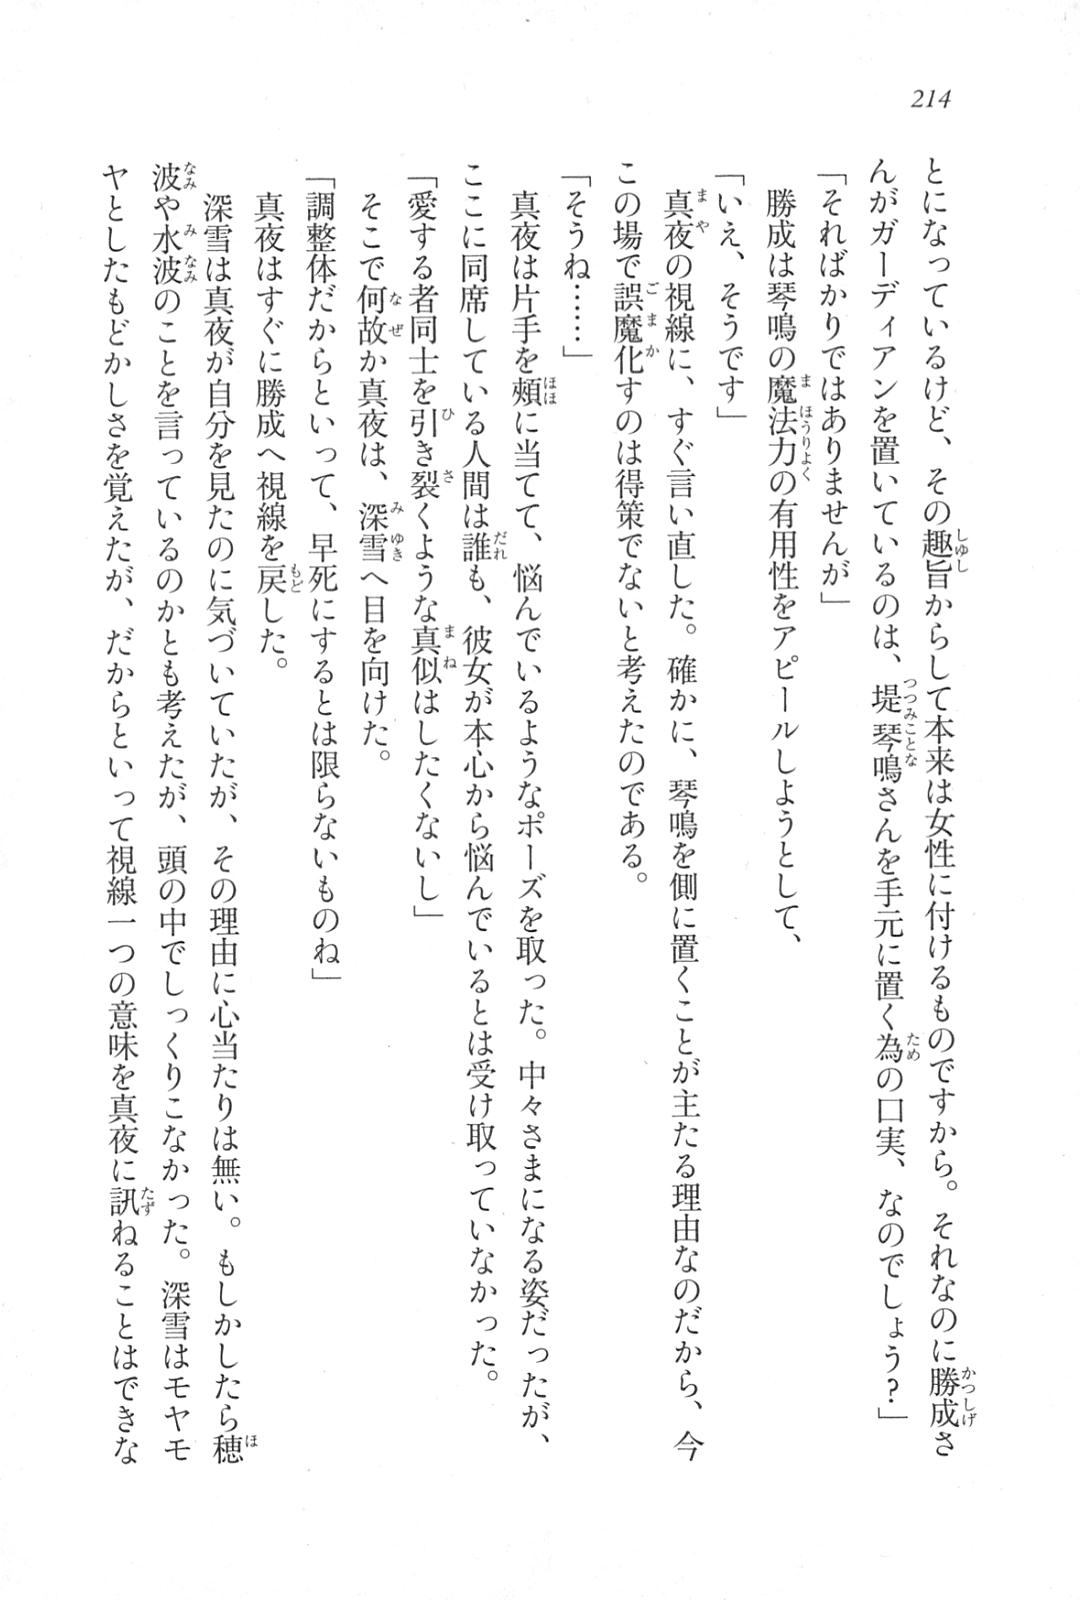 214
とになっているけど、その趣旨からして本来は女性に付けるものですから。それなのに勝成さ
んがガーディアンを置いているのは、堤琴鳴さんを手元に置く為の口実、なのでしょう?」
「そればかりではありませんが」
勝成は琴鳴の魔法力の有用性をアピールしようとして、
「いえ、そうです」
真夜の視線に、すぐ言い直した。確かに、琴鳴を側に置くことが主たる理由なのだから、今
この場で誤魔化すのは得策でないと考えたのである。
「そうね……」
真夜は片手を頰に当てて、悩んでいるようなポーズを取った。中々さまになる姿だったが、
ここに同席している人間は誰も、彼女が本心から悩んでいるとは受け取っていなかった。
「愛する者同士を引き裂くような真似はしたくないし」
そこで何故か真夜は、深雪へ目を向けた。
「調整体だからといって、早死にするとは限らないものね」
真夜はすぐに勝成へ視線を戻した。
深雪は真夜が自分を見たのに気づいていたが、その理由に心当たりは無い。もしかしたら穂
波や水波のことを言っているのかとも考えたが、頭の中でしっくりこなかった。深雪はモヤモ
ヤとしたもどかしさを覚えたが、だからといって視線一つの意味を真夜に訊ねることはできな